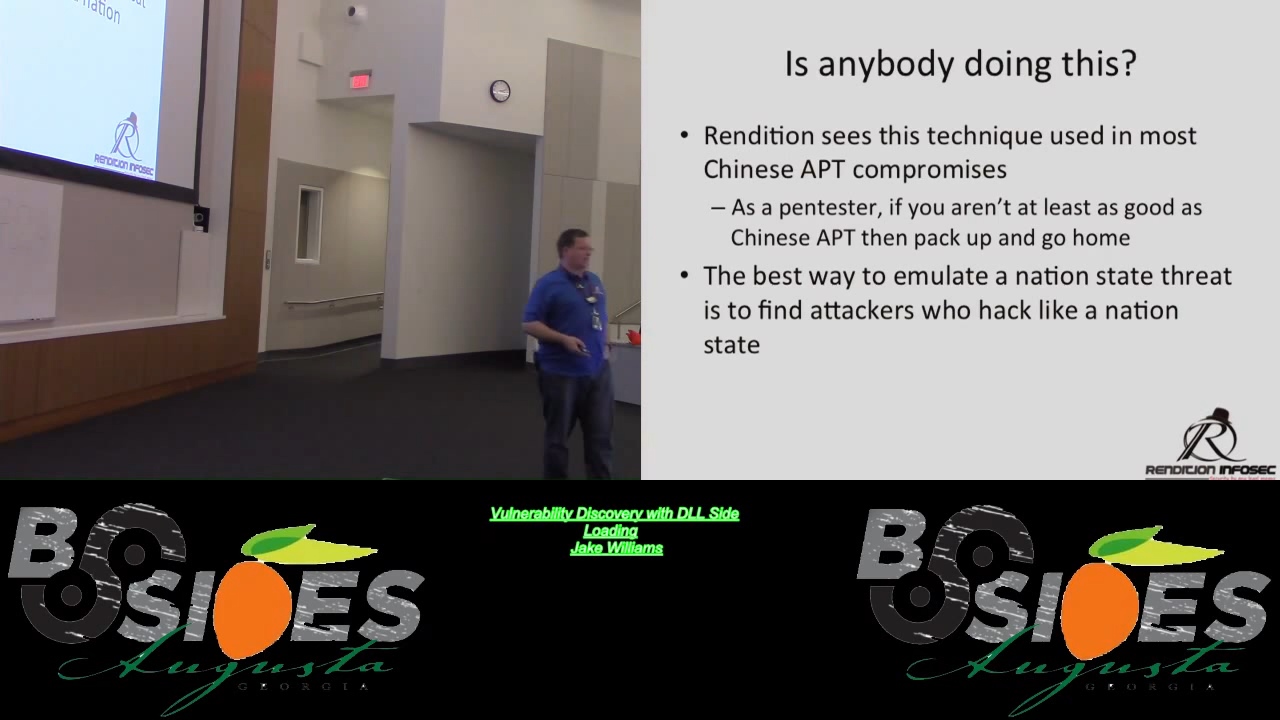 nation
RENDITION INFOSEC
Is anybody doing this?
• Rendition sees this technique used in most
Chinese APT compromises
– As a pentester, if you aren't at least as good as
Chinese APT then pack up and go home
• The best way to emulate a nation state threat
is to find attackers who hack like a nation
state
R
RENDITION INFOSEC
Vulnerability Discovery with DLL Side
Loading
Jake Williams
BSIDES
Augusta
GEORGIA
BSIDES
Augusta
GEORGIA